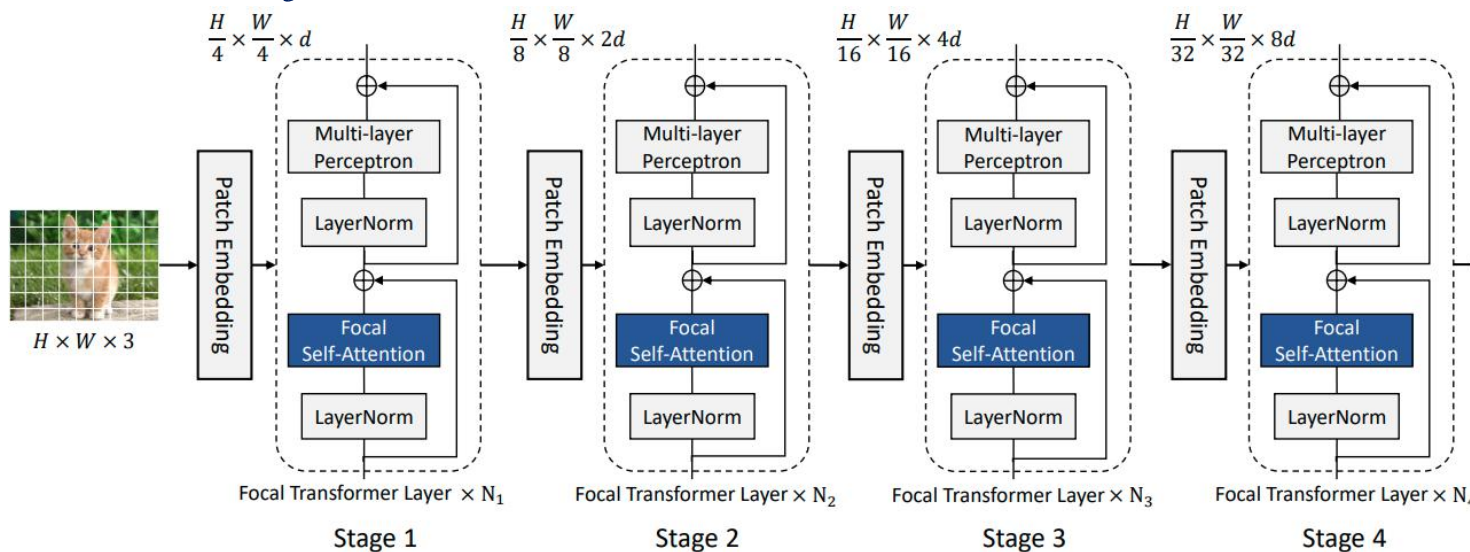 H/4 × W/4 × d
H/8 × W/8 × 2d
H/16 × W/16 × 4d
H/32 × W/32 × 8d
H × W × 3
Patch Embedding
Multi-layer
Perceptron
LayerNorm
Focal
Self-Attention
LayerNorm
Focal Transformer Layer × N₁
Stage 1
Patch Embedding
Multi-layer
Perceptron
LayerNorm
Focal
Self-Attention
LayerNorm
Focal Transformer Layer × N₂
Stage 2
Patch Embedding
Multi-layer
Perceptron
LayerNorm
Focal
Self-Attention
LayerNorm
Focal Transformer Layer × N₃
Stage 3
Patch Embedding
Multi-layer
Perceptron
LayerNorm
Focal
Self-Attention
LayerNorm
Focal Transformer Layer × N
Stage 4